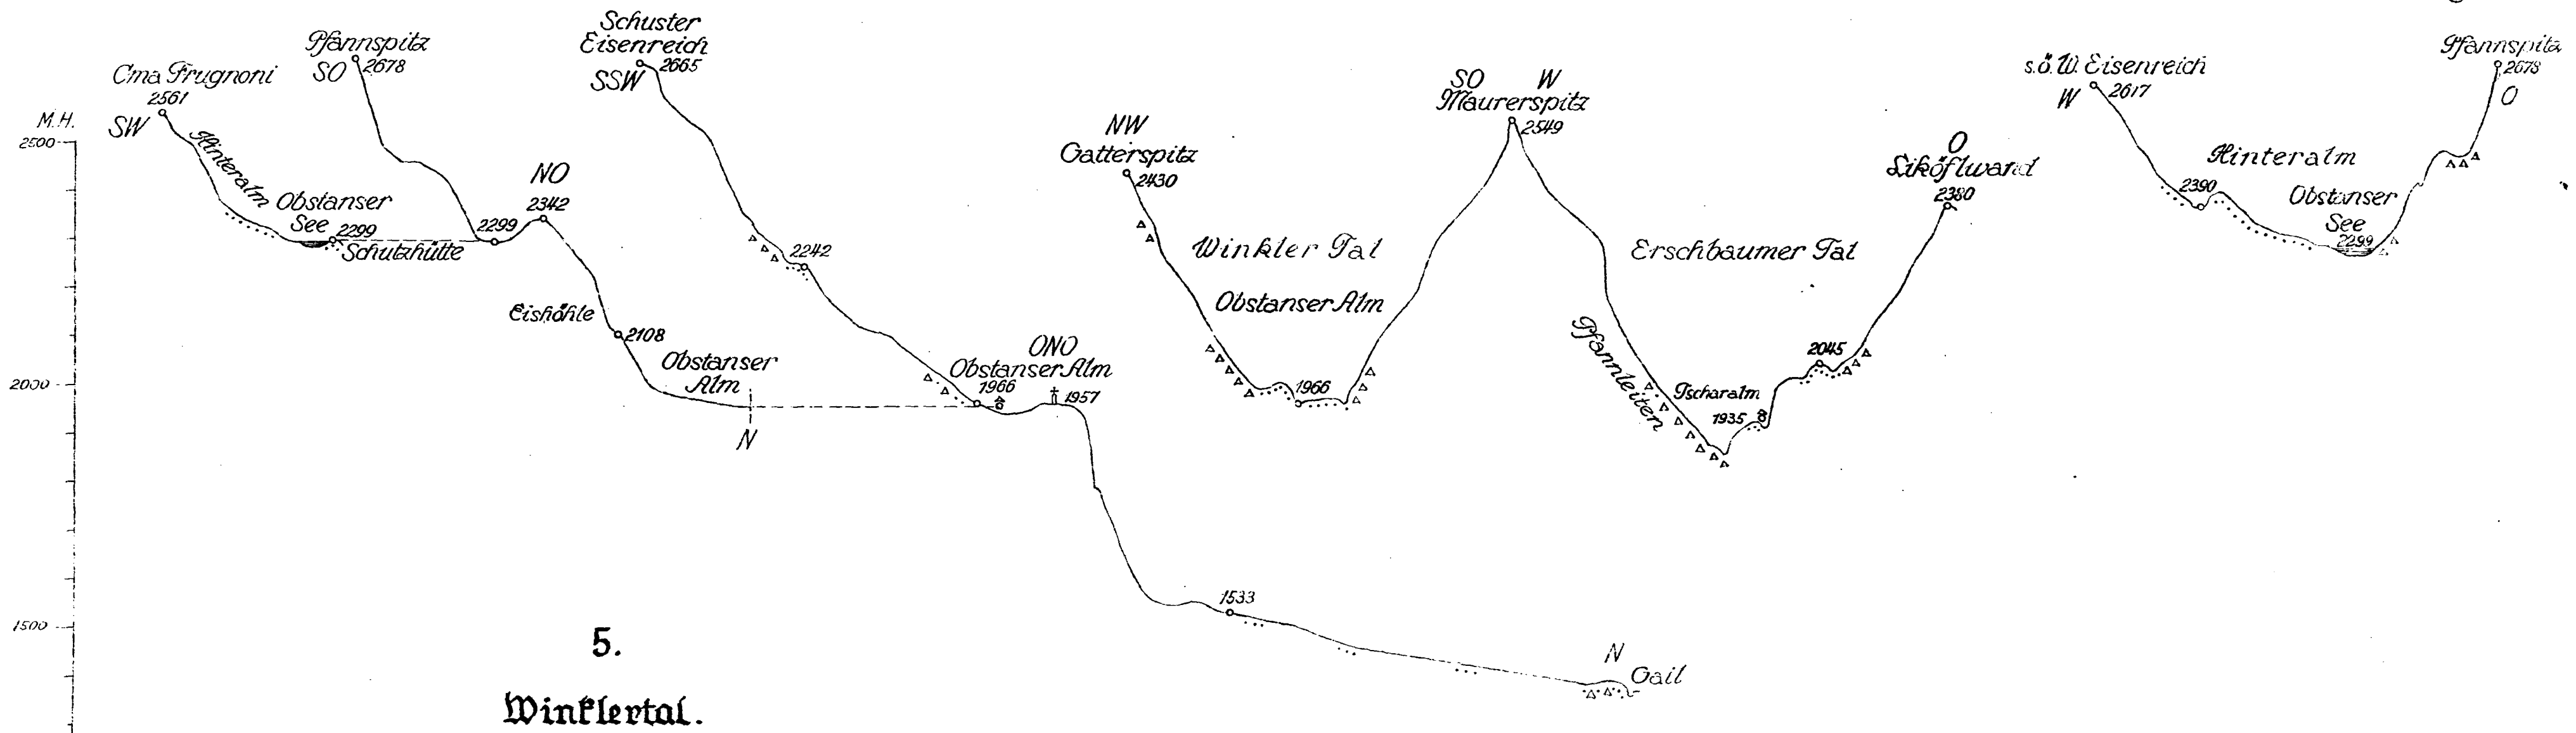 Cma Frugnoni
2561
SW
M.H.
2500
2000
1500
Hinteralm
Obstanser
See
2299
Schutzhütte
Pfannspitz
SO
2678
2299
NO
2342
Eishöhle
2108
Obstanser
Alm
N
Schuster
Eisenreich
2665
SSW
2242
ONO
Obstanser Alm
1966
1957
1533
N
Gail
NW
Gatterspitz
2430
Winkler Tal
Obstanser Alm
1966
SO W
Maurerspitz
2549
Erschbaumer Tal
Pfannleiten
Tscharalm
1935
2045
O
Liköflwand
2380
s.ö.W. Eisenreich
W
2617
2390
Hinteralm
Obstanser
See
2299
Pfannspitz
2678
O
5.
Winklertal.